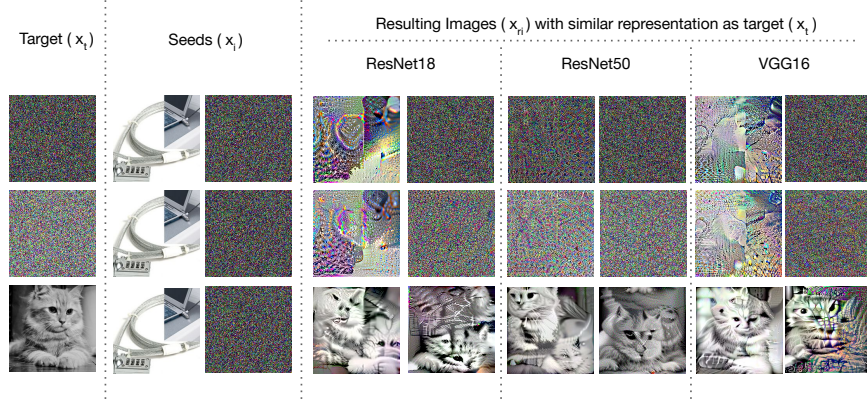 Resulting Images ( x_ri ) with similar representation as target ( x_t )
Target ( x_t )
Seeds ( x_i )
ResNet18
ResNet50
VGG16